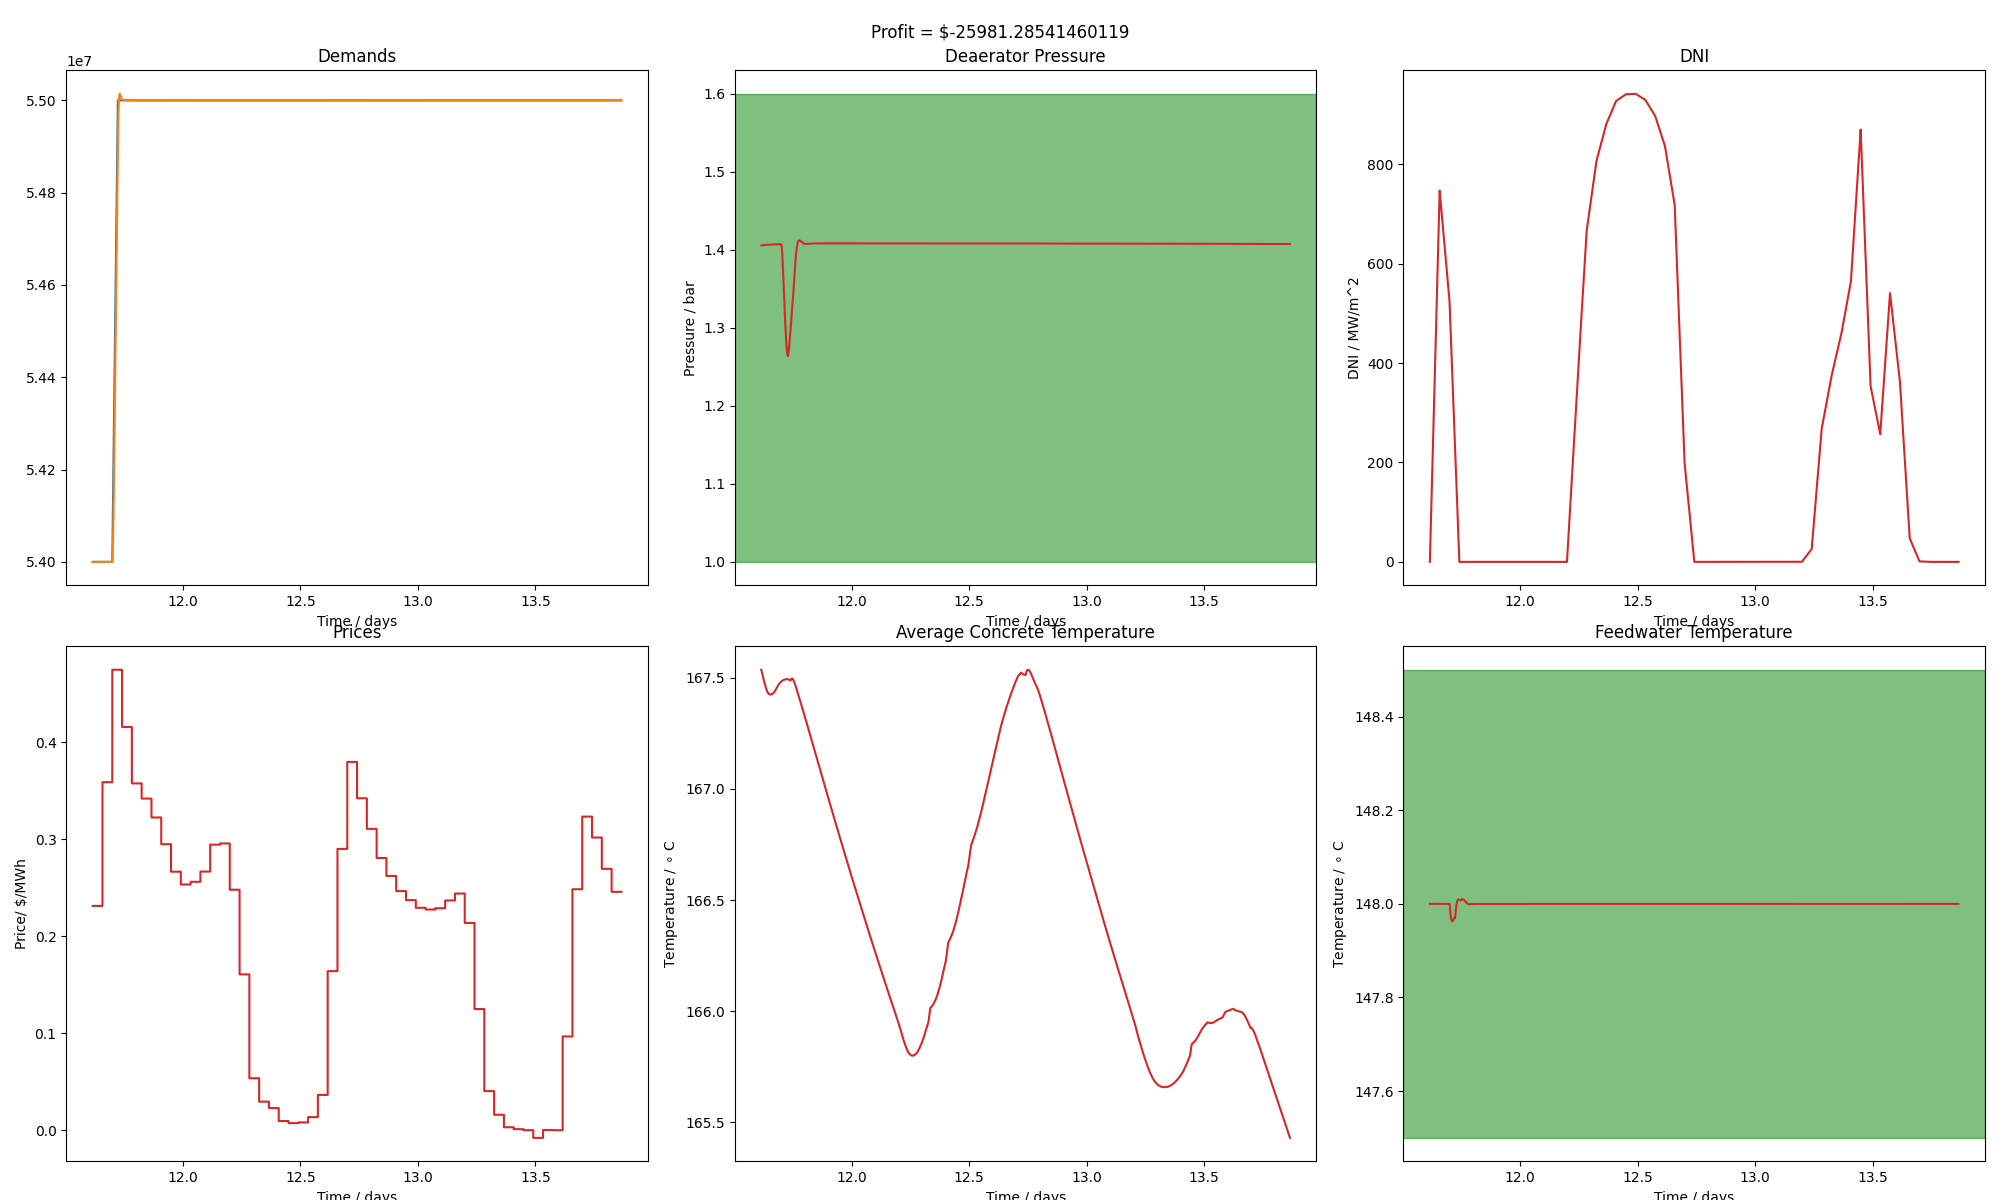 Profit = $-25981.28541460119
Demands
1e7
5.50
5.48
5.46
5.44
5.42
5.40
12.0 12.5 13.0 13.5
Time / days
Deaerator Pressure
Pressure / bar
1.6
1.5
1.4
1.3
1.2
1.1
1.0
12.0 12.5 13.0 13.5
Time / days
DNI
DNI / MW/m^2
800
600
400
200
0
12.0 12.5 13.0 13.5
Time / days
Prices
Price/ $/MWh
0.4
0.3
0.2
0.1
0.0
12.0 12.5 13.0 13.5
Time / days
Average Concrete Temperature
Temperature / ∘ C
167.5
167.0
166.5
166.0
165.5
12.0 12.5 13.0 13.5
Time / days
Feedwater Temperature
Temperature / ∘ C
148.4
148.2
148.0
147.8
147.6
12.0 12.5 13.0 13.5
Time / days